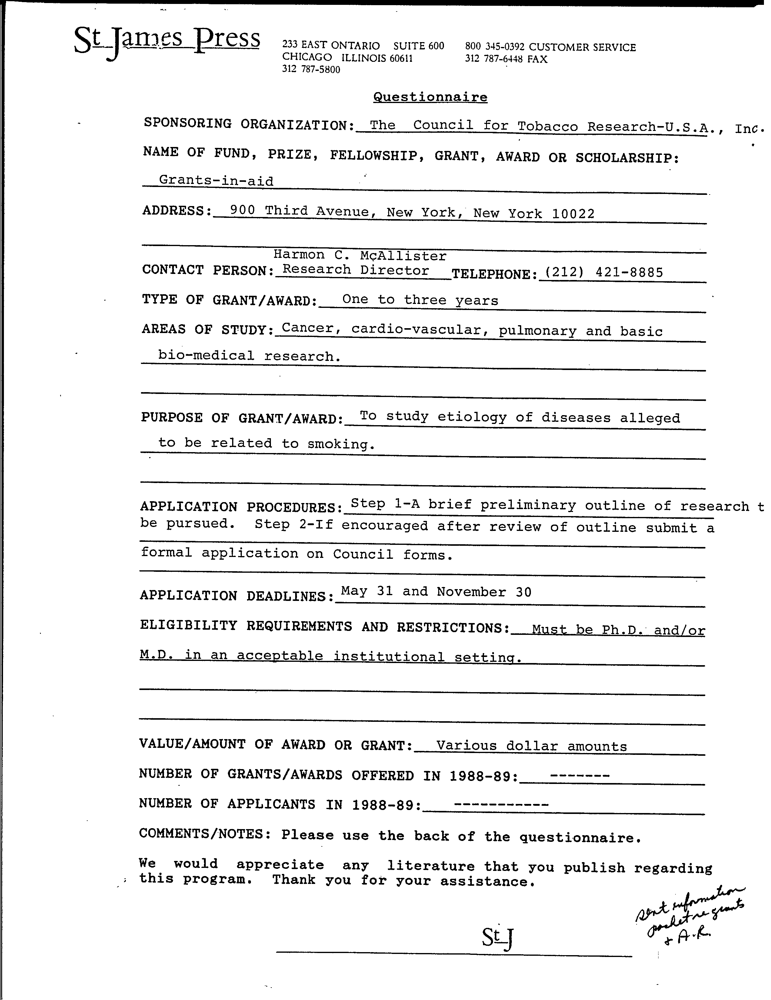 St James Press
233 EAST ONTARIO SUITE 600
CHICAGO ILLINOIS 60611
312 787-5800
800 345-0392 CUSTOMER SERVICE
312 787-6448 FAX
Questionnaire
SPONSORING ORGANIZATION: The Council for Tobacco Research-U.S.A., Inc.
NAME OF FUND, PRIZE, FELLOWSHIP, GRANT, AWARD OR SCHOLARSHIP:
Grants-in-aid
ADDRESS: 900 Third Avenue, New York, New York 10022
Harmon C. McAllister
CONTACT PERSON: Research Director TELEPHONE: (212) 421-8885
TYPE OF GRANT/AWARD: One to three years
AREAS OF STUDY: Cancer, cardio-vascular, pulmonary and basic
bio-medical research.
PURPOSE OF GRANT/AWARD: To study etiology of diseases alleged
to be related to smoking.
APPLICATION PROCEDURES: Step 1-A brief preliminary outline of research t
be pursued. Step 2-If encouraged after review of outline submit a
formal application on Council forms.
APPLICATION DEADLINES: May 31 and November 30
ELIGIBILITY REQUIREMENTS AND RESTRICTIONS: Must be Ph.D. and/or
M.D. in an acceptable institutional setting.
VALUE/AMOUNT OF AWARD OR GRANT: Various dollar amounts
NUMBER OF GRANTS/AWARDS OFFERED IN 1988-89: -------
NUMBER OF APPLICANTS IN 1988-89: -----------
COMMENTS/NOTES: Please use the back of the questionnaire.
We would appreciate any literature that you publish regarding
this program. Thank you for your assistance.
sent information
packet re grants
+ A.R.
St J